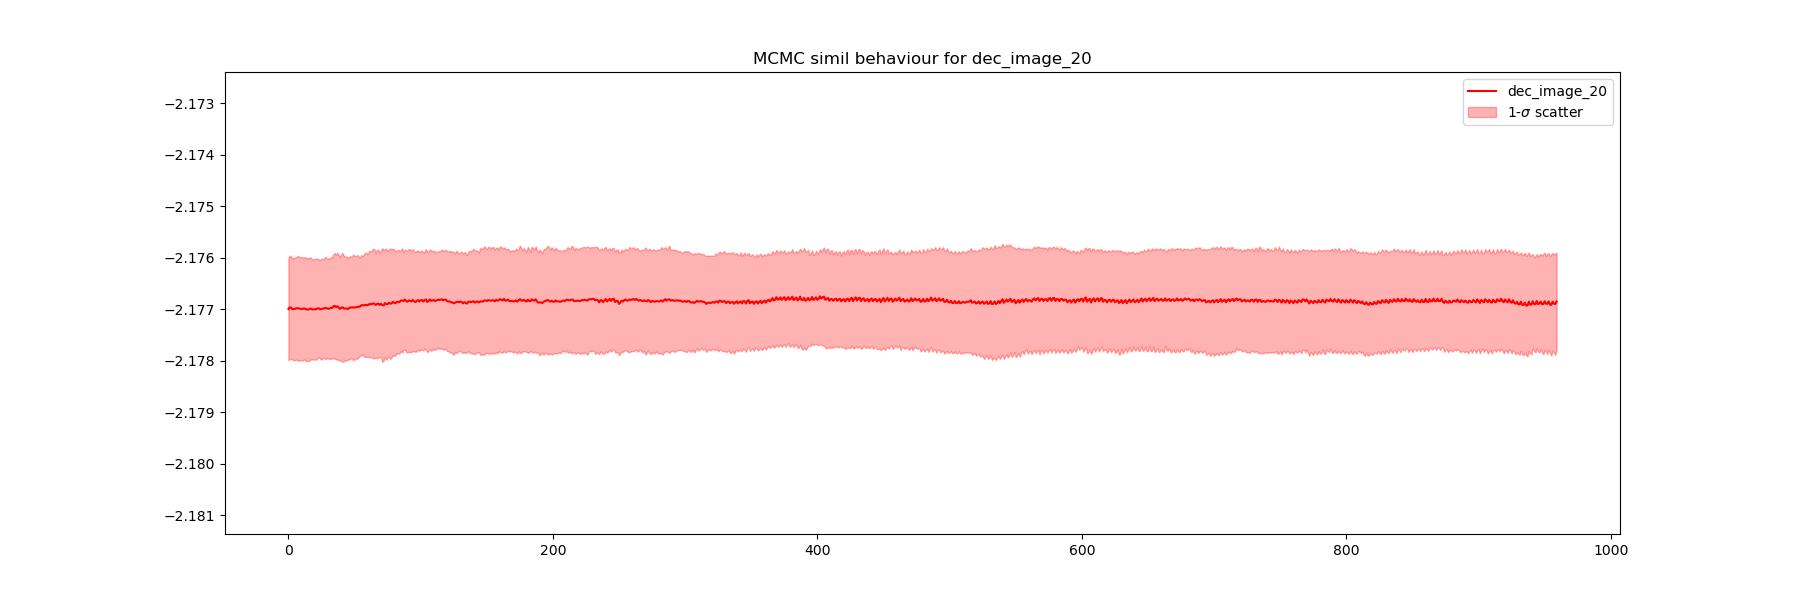 MCMC simil behaviour for dec_image_20
dec_image_20
1-σ scatter
−2.173
−2.174
−2.175
−2.176
−2.177
−2.178
−2.179
−2.180
−2.181
0 200 400 600 800 1000